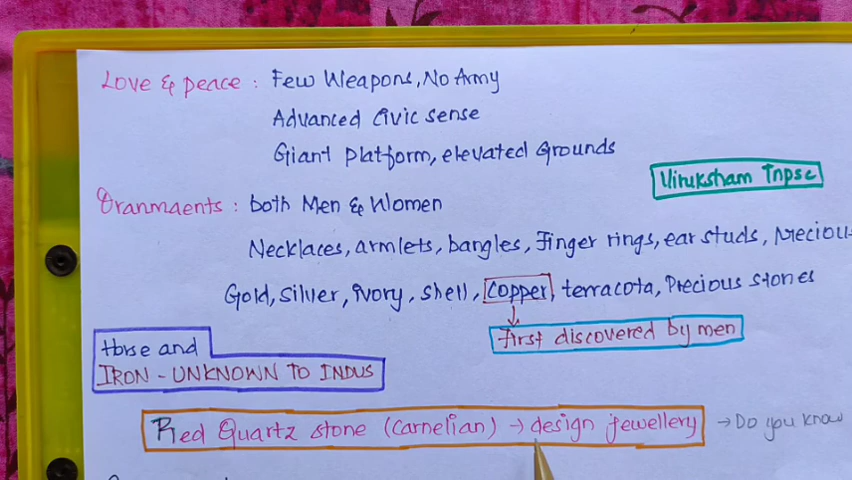 Love & peace : Few Weapons, No Army
Advanced civic sense
Giant Platform, elevated Grounds
Viruksham Tnpsc
Oranmaents : both Men & Women
Necklaces, armlets, bangles, Finger rings, ear studs, Preciou
Gold, Silver, ivory, shell, copper, terracota, Precious stones
First discovered by men
Horse and
IRON - UNKNOWN TO INDUS
Red Quartz stone (Carnelian) → design jewellery → Do you know